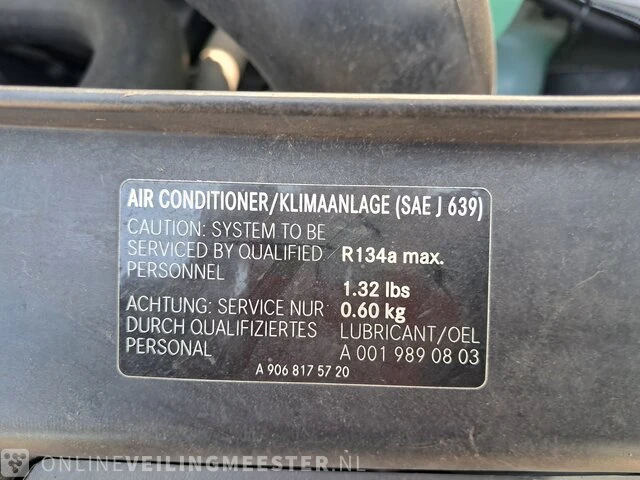 AIR CONDITIONER/KLIMAANLAGE (SAE J 639)
CAUTION: SYSTEM TO BE
SERVICED BY QUALIFIED
PERSONNEL
R134a max.
1.32 lbs
0.60 kg
ACHTUNG: SERVICE NUR
DURCH QUALIFIZIERTES
PERSONAL
LUBRICANT/OEL
A 001 989 08 03
A 906 817 57 20
ONLINEVEILINGMEESTER.NL